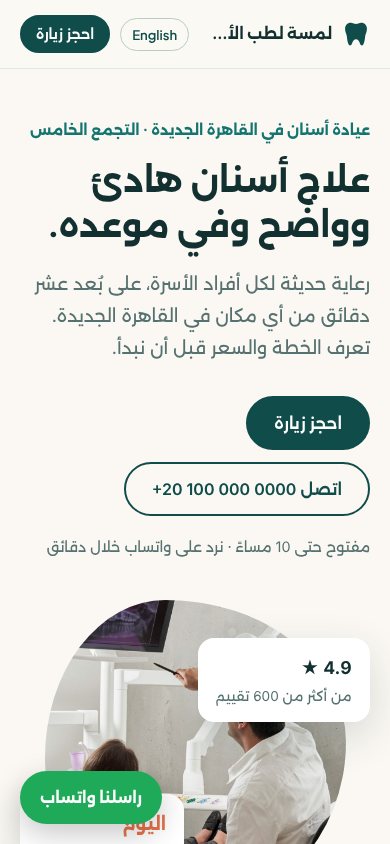 لمسة لطب الأ...
English
احجز زيارة
عيادة أسنان في القاهرة الجديدة · التجمع الخامس
علاج أسنان هادئ
وواضح وفي موعده.
رعاية حديثة لكل أفراد الأسرة، على بُعد عشر
دقائق من أي مكان في القاهرة الجديدة.
تعرف الخطة والسعر قبل أن نبدأ.
احجز زيارة
اتصل 0000 000 100 20+
مفتوح حتى 10 مساءً · نرد على واتساب خلال دقائق
4.9 ★
من أكثر من 600 تقييم
راسلنا واتساب
اليوم